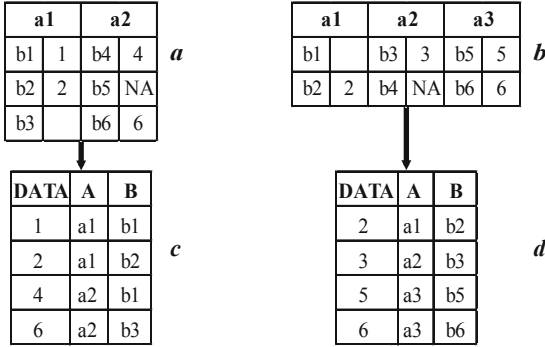 a1 a2
b1 1 b4 4
b2 2 b5 NA
b3 b6 6
a
a1 a2 a3
b1 b3 3 b5 5
b2 2 b4 NA b6 6
b
DATA A B
1 a1 b1
2 a1 b2
4 a2 b1
6 a2 b3
c
DATA A B
2 a1 b2
3 a2 b3
5 a3 b5
6 a3 b6
d